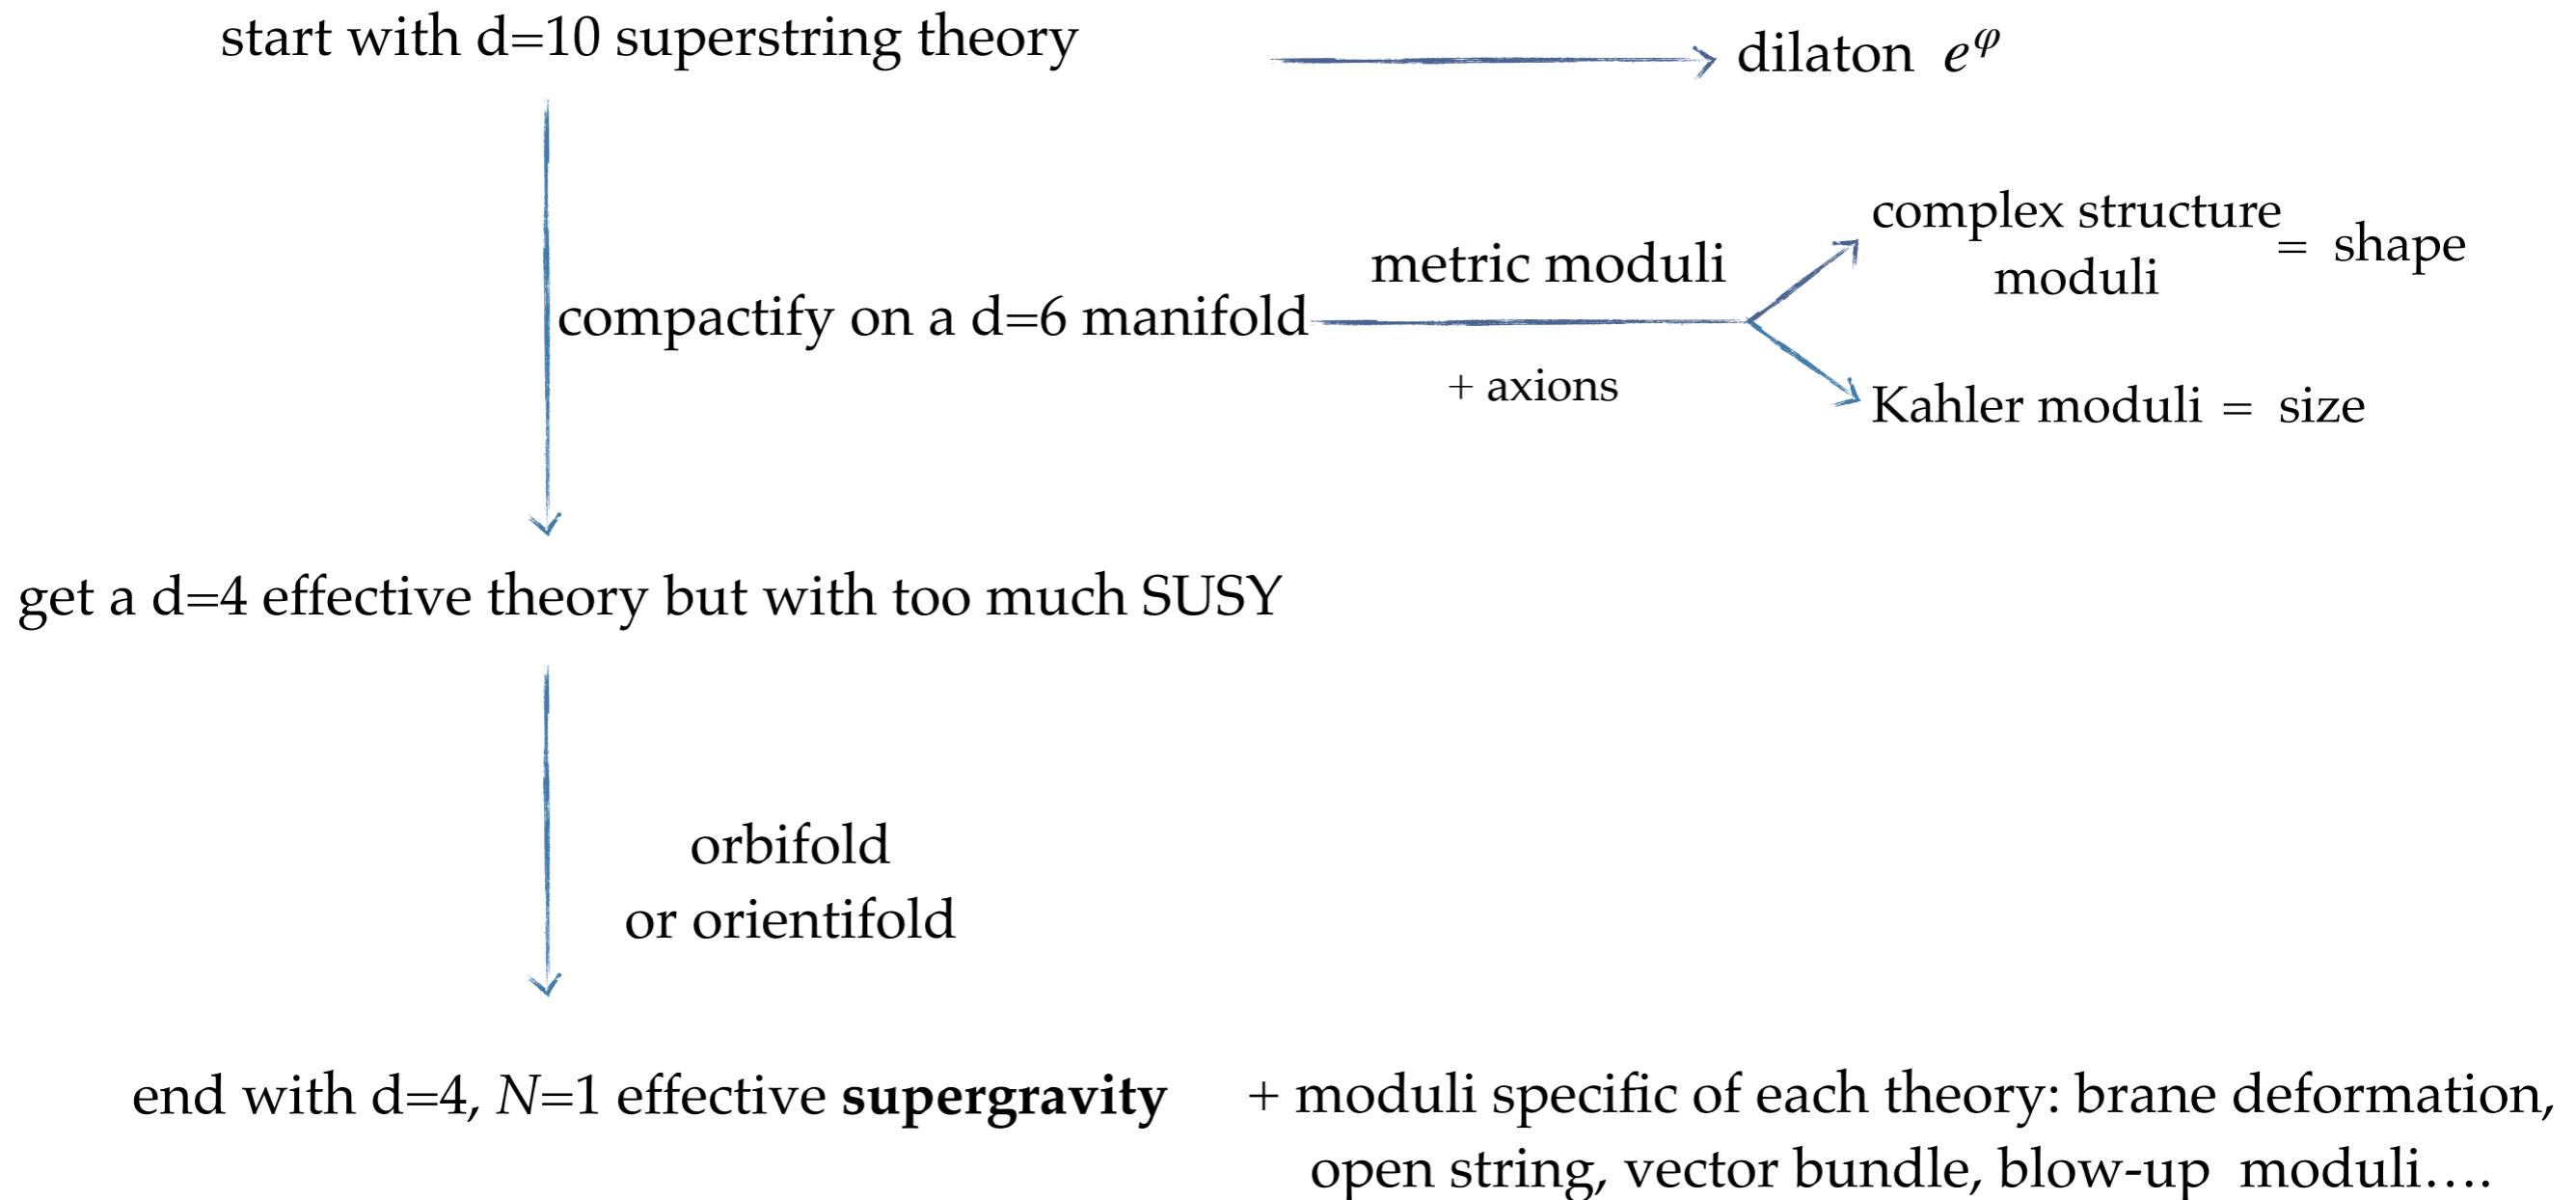 start with d=10 superstring theory
dilaton e^φ
complex structure
moduli
= shape
metric moduli
compactify on a d=6 manifold
+ axions
Kahler moduli = size
get a d=4 effective theory but with too much SUSY
orbifold
or orientifold
end with d=4, N=1 effective supergravity
+ moduli specific of each theory: brane deformation,
open string, vector bundle, blow-up moduli….